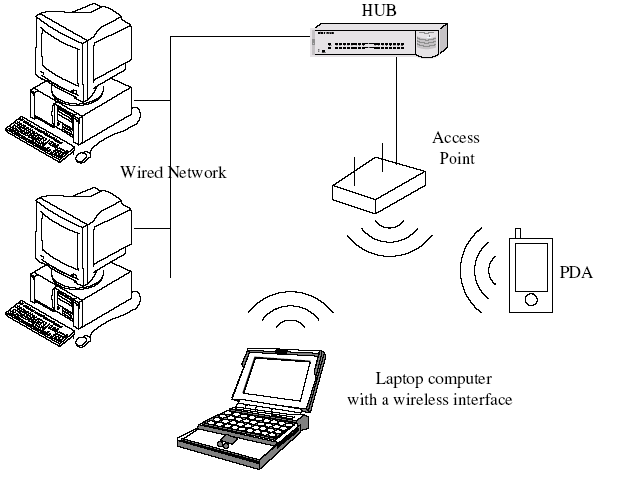 HUB
Access
Point
Wired Network
PDA
Laptop computer
with a wireless interface